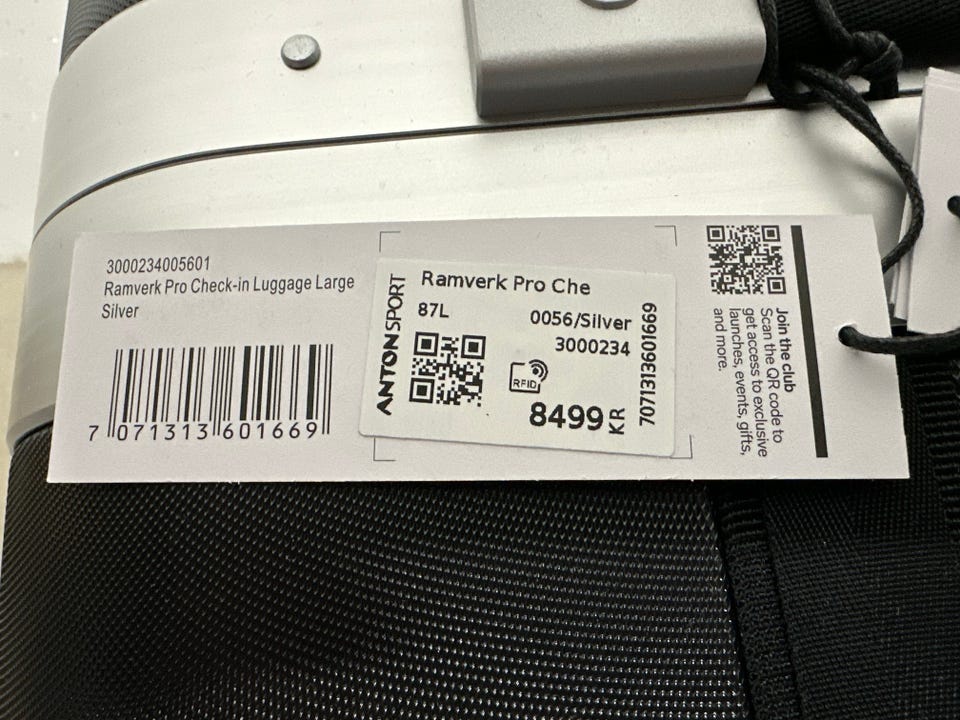 3000234005601
Ramverk Pro Check-in Luggage Large
Silver
7 071313 601669
ANTON SPORT
Ramverk Pro Che
87L
0056/Silver
3000234
RFID
8499 KR
7071313601669
Join the club
Scan the QR code to
get access to exclusive
launches, events, gifts,
and more.